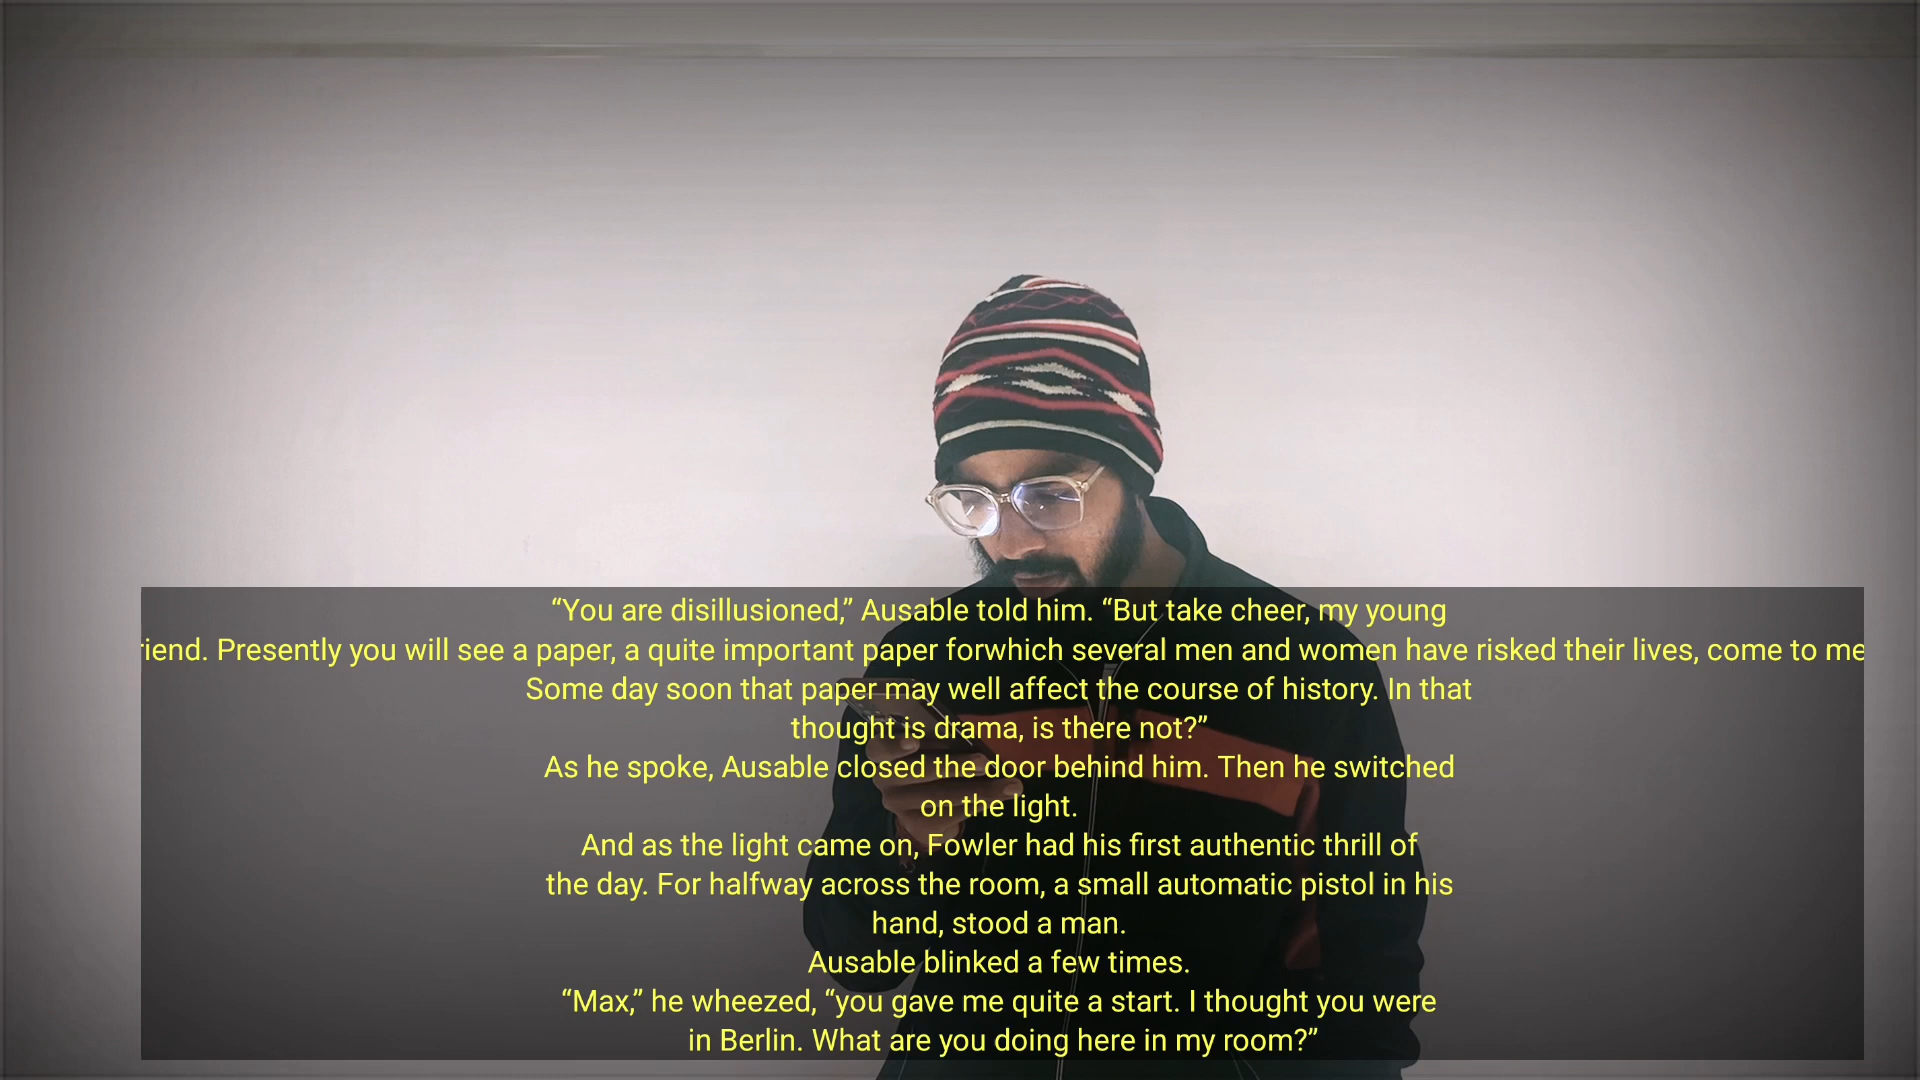 “You are disillusioned,” Ausable told him. “But take cheer, my young
riend. Presently you will see a paper, a quite important paper forwhich several men and women have risked their lives, come to me
Some day soon that paper may well affect the course of history. In that
thought is drama, is there not?”
As he spoke, Ausable closed the door behind him. Then he switched
on the light.
And as the light came on, Fowler had his first authentic thrill of
the day. For halfway across the room, a small automatic pistol in his
hand, stood a man.
Ausable blinked a few times.
“Max,” he wheezed, “you gave me quite a start. I thought you were
in Berlin. What are you doing here in my room?”